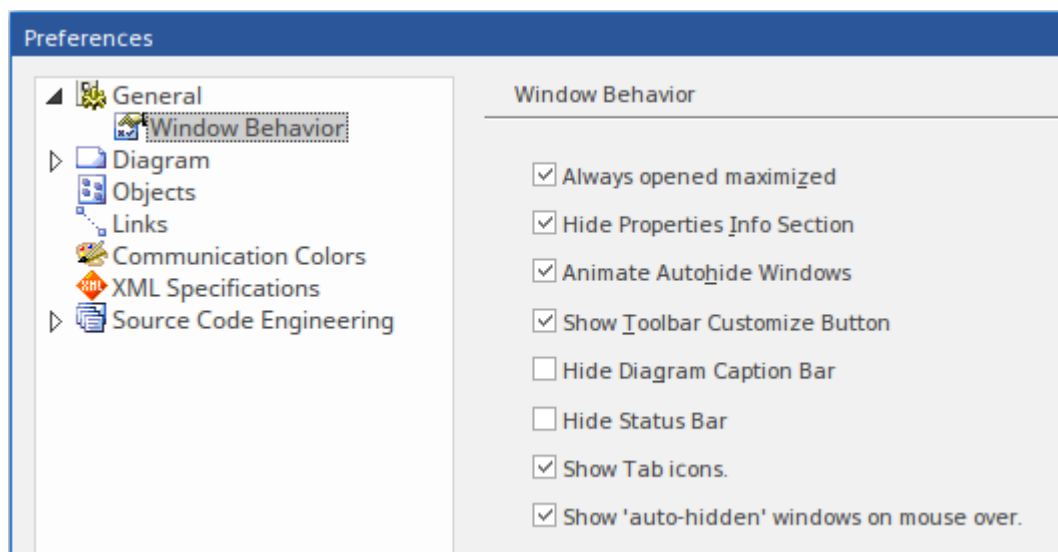 Preferences
General
Window Behavior
Diagram
Objects
Links
Communication Colors
XML Specifications
Source Code Engineering
Window Behavior
Always opened maximized
Hide Properties Info Section
Animate Autohide Windows
Show Toolbar Customize Button
Hide Diagram Caption Bar
Hide Status Bar
Show Tab icons.
Show 'auto-hidden' windows on mouse over.